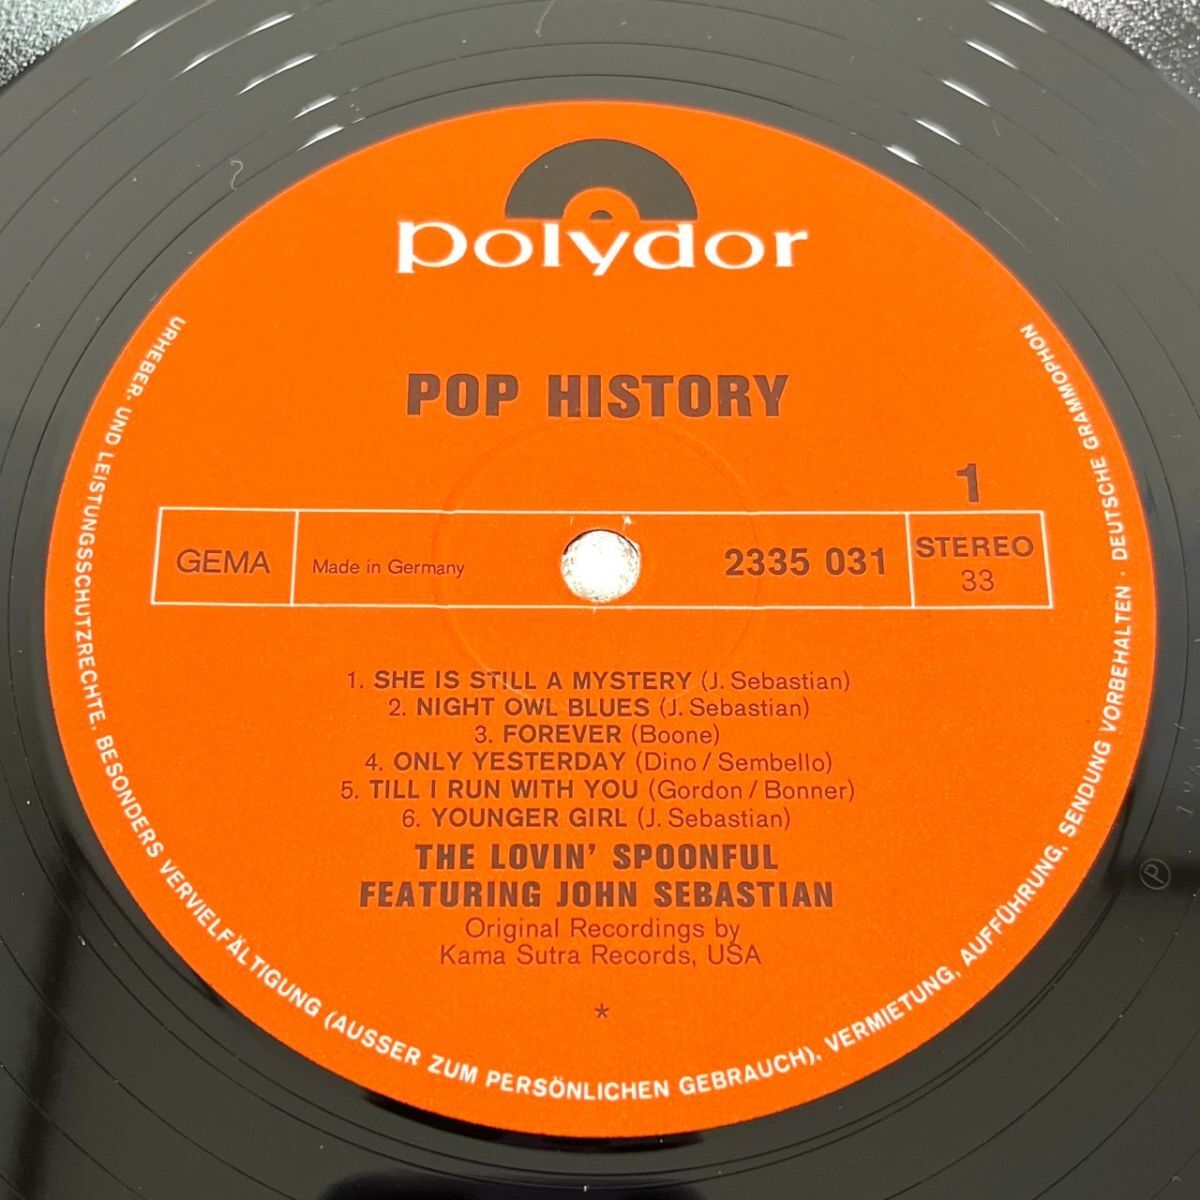 polydor
POP HISTORY
1
GEMA
Made in Germany
2335 031
STEREO
33
1. SHE IS STILL A MYSTERY (J. Sebastian)
2. NIGHT OWL BLUES (J. Sebastian)
3. FOREVER (Boone)
4. ONLY YESTERDAY (Dino / Sembello)
5. TILL I RUN WITH YOU (Gordon / Bonner)
6. YOUNGER GIRL (J. Sebastian)
THE LOVIN' SPOONFUL
FEATURING JOHN SEBASTIAN
Original Recordings by
Kama Sutra Records, USA
*
URHEBER- UND LEISTUNGSSCHUTZRECHTE, BESONDERS VERVIELFÄLTIGUNG (AUSSER ZUM PERSÖNLICHEN GEBRAUCH), VERMIETUNG, AUFFÜHRUNG, SENDUNG VORBEHALTEN · DEUTSCHE GRAMMOPHON
℗